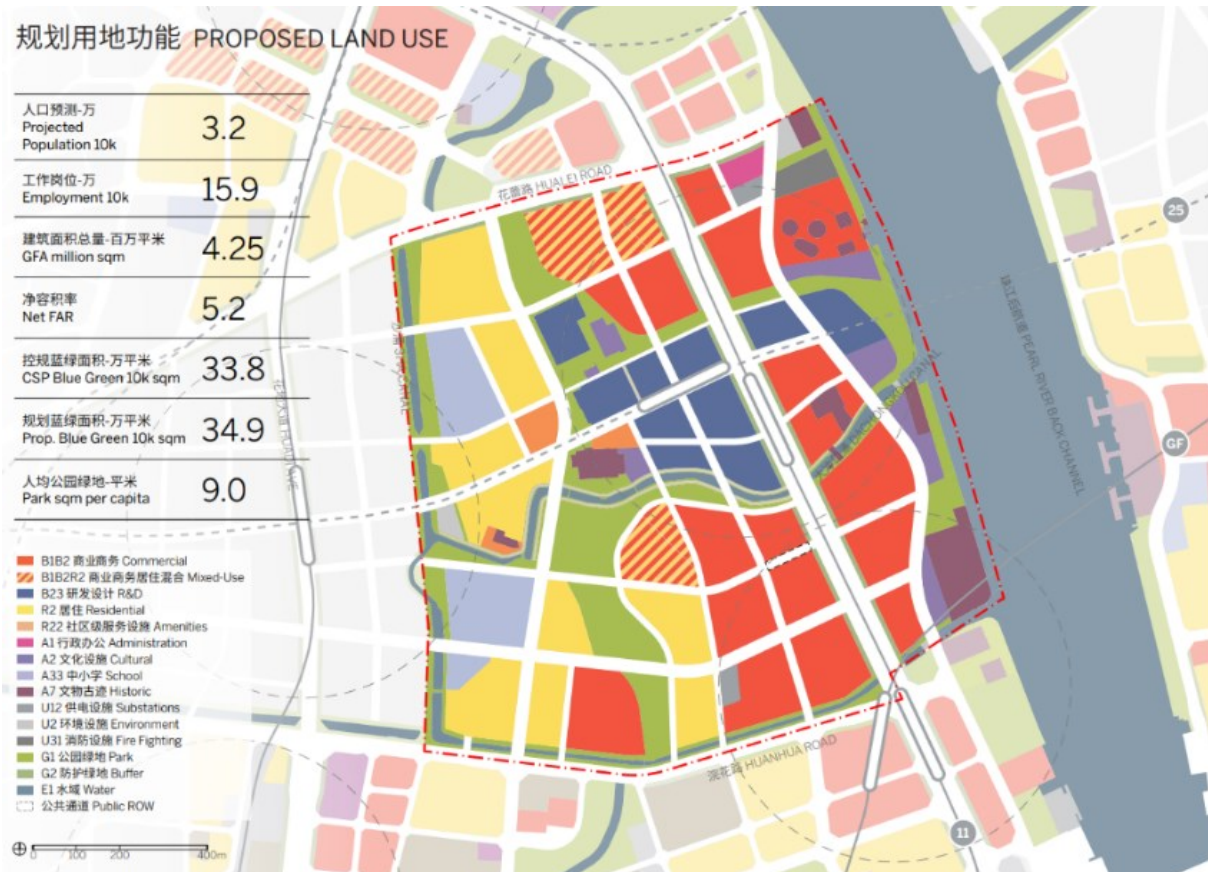 规划用地功能 PROPOSED LAND USE
人口预测-万
Projected
Population 10k
3.2
工作岗位-万
Employment 10k
15.9
建筑面积总量-百万平米
GFA million sqm
4.25
净容积率
Net FAR
5.2
控规蓝绿面积-万平米
CSP Blue Green 10k sqm
33.8
规划蓝绿面积-万平米
Prop. Blue Green 10k sqm
34.9
人均公园绿地-平米
Park sqm per capita
9.0
B1B2 商业商务 Commercial
B1B2R2 商业商务居住混合 Mixed-Use
B23 研发设计 R&D
R2 居住 Residential
R22 社区级服务设施 Amenities
A1 行政办公 Administration
A2 文化设施 Cultural
A33 中小学 School
A7 文物古迹 Historic
U12 供电设施 Substations
U2 环境设施 Environment
U31 消防设施 Fire Fighting
G1 公园绿地 Park
G2 防护绿地 Buffer
E1 水域 Water
公共通道 Public ROW
0 100 200 400m
花蕾路 HUALEI ROAD
花地大道 HUADI AVE
CANAL
CANAL
珠江后航道 PEARL RIVER BACK CHANNEL
浣花路 HUANHUA ROAD
25
GF
11